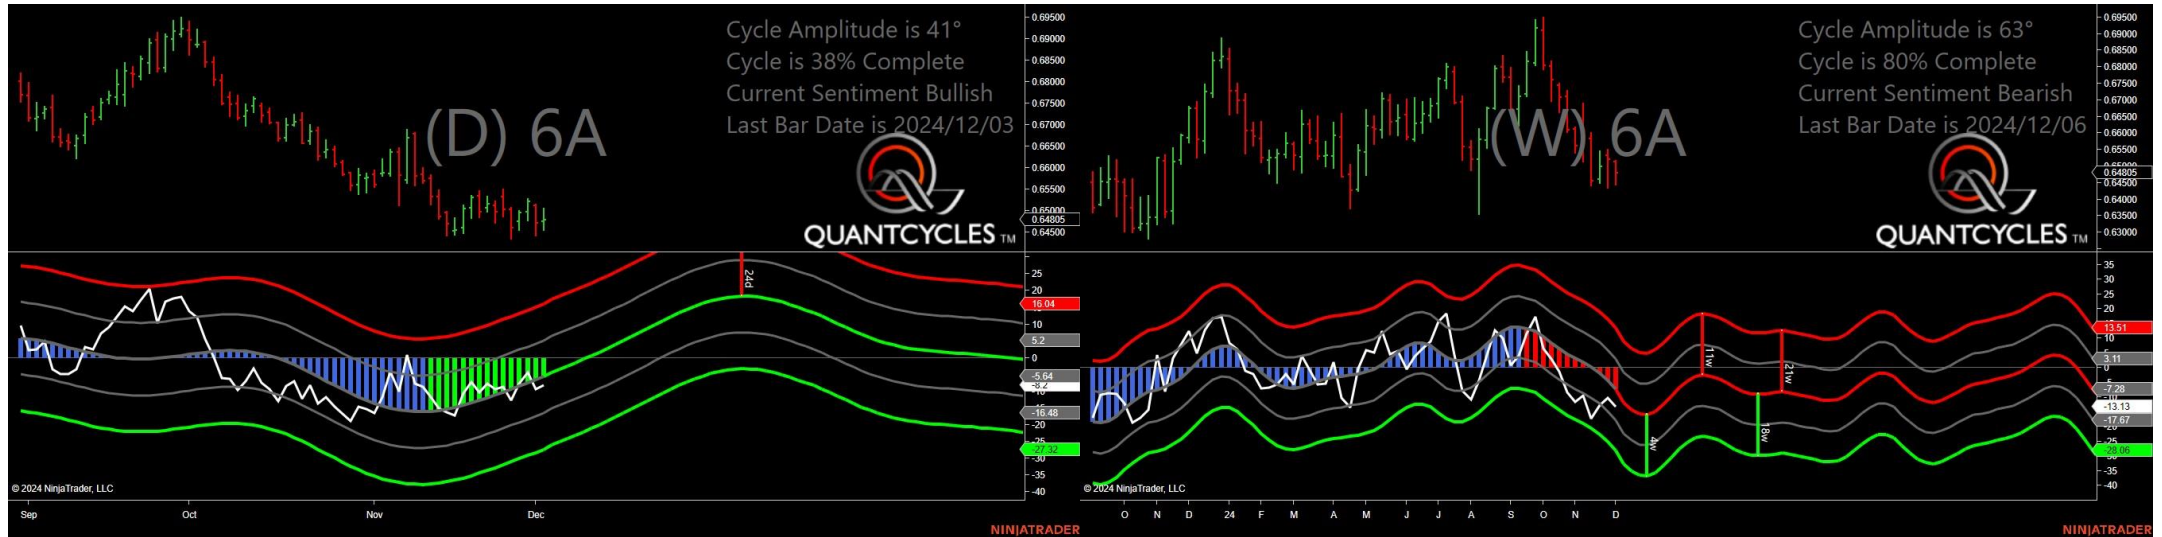 Cycle Amplitude is 41°
Cycle is 38% Complete
Current Sentiment Bullish
Last Bar Date is 2024/12/03
(D) 6A
QUANTCYCLES TM
0.69500
0.69000
0.68500
0.68000
0.67500
0.67000
0.66500
0.66000
0.65500
0.65000
0.64805
0.64500
24d
25
20
16.04
10
5.2
0
-5.64
-8.2
-16.48
-20
-25
-27.32
-30
-35
-40
© 2024 NinjaTrader, LLC
Sep Oct Nov Dec
NINJATRADER
Cycle Amplitude is 63°
Cycle is 80% Complete
Current Sentiment Bearish
Last Bar Date is 2024/12/06
(W) 6A
QUANTCYCLES TM
0.69500
0.69000
0.68500
0.68000
0.67500
0.67000
0.66500
0.66000
0.65500
0.64805
0.64500
0.64000
0.63500
0.63000
11w
21w
4w
18w
35
30
25
20
13.51
10
3.11
0
-7.28
-13.13
-17.67
-28.06
-35
-40
© 2024 NinjaTrader, LLC
O N D 24 F M A M J J A S O N D
NINJATRADER